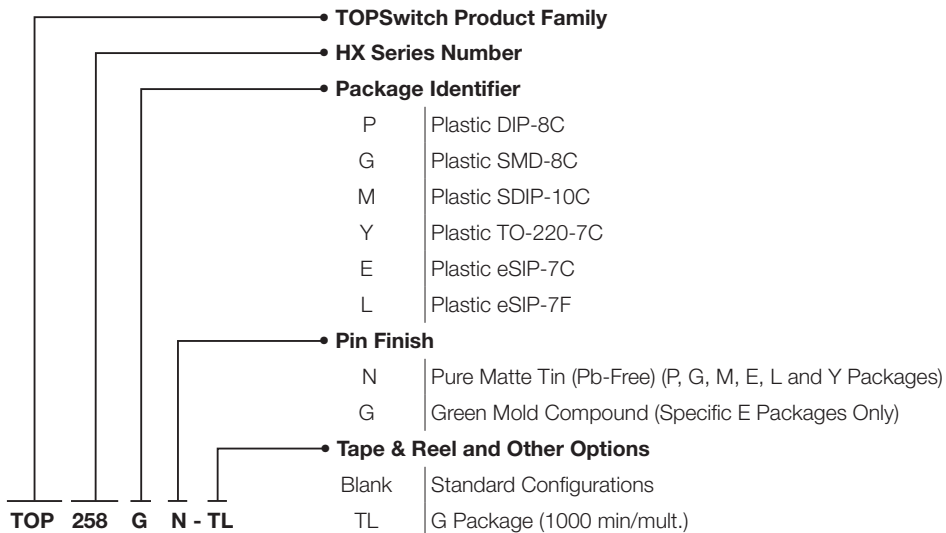 TOPSwitch Product Family
HX Series Number
Package Identifier
P Plastic DIP-8C
G Plastic SMD-8C
M Plastic SDIP-10C
Y Plastic TO-220-7C
E Plastic eSIP-7C
L Plastic eSIP-7F
Pin Finish
N Pure Matte Tin (Pb-Free) (P, G, M, E, L and Y Packages)
G Green Mold Compound (Specific E Packages Only)
Tape & Reel and Other Options
Blank Standard Configurations
TL G Package (1000 min/mult.)
TOP 258 G N - TL